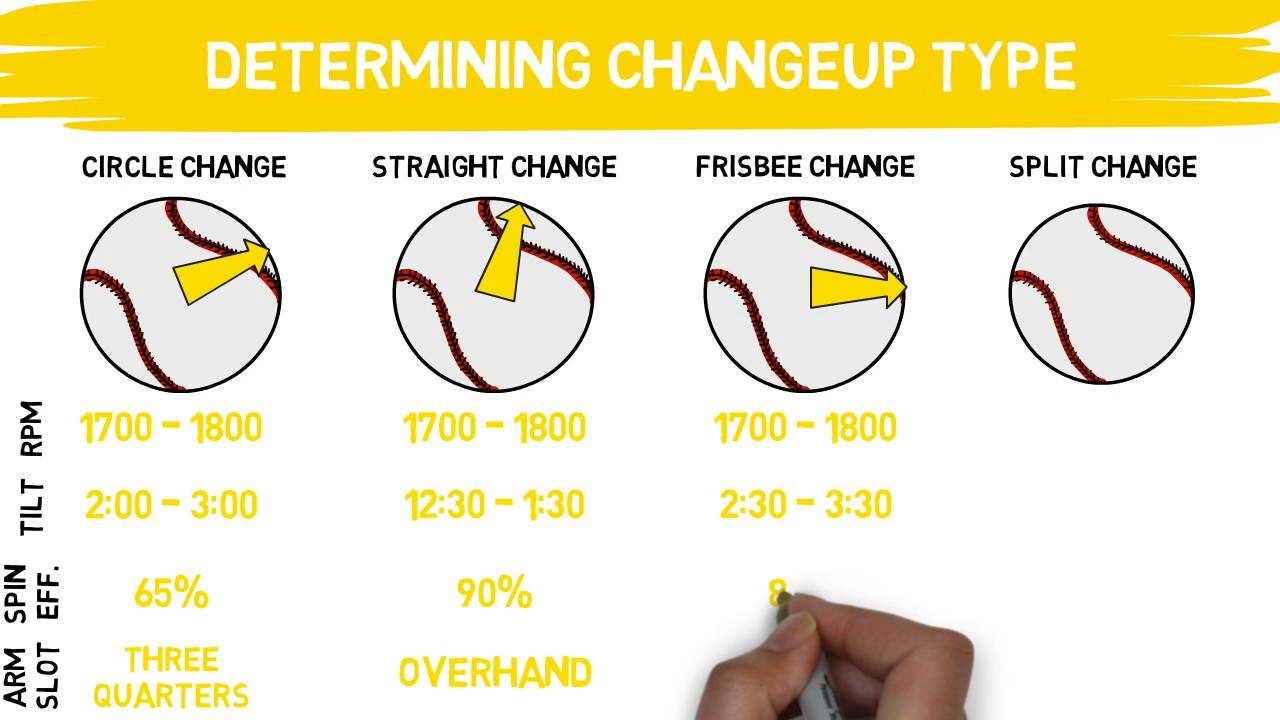 DETERMINING CHANGEUP TYPE
CIRCLE CHANGE STRAIGHT CHANGE FRISBEE CHANGE SPLIT CHANGE
RPM 1700 - 1800 1700 - 1800 1700 - 1800
TILT 2:00 - 3:00 12:30 - 1:30 2:30 - 3:30
SPIN
EFF.
65% 90% 8
ARM
SLOT
THREE
QUARTERS
OVERHAND